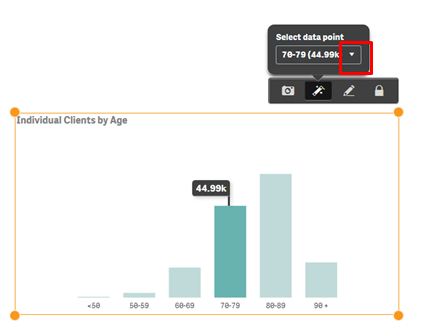 Select data point
70-79 (44.99k
Individual Clients by Age
44.99k
<50 50-59 60-69 70-79 80-89 90 +